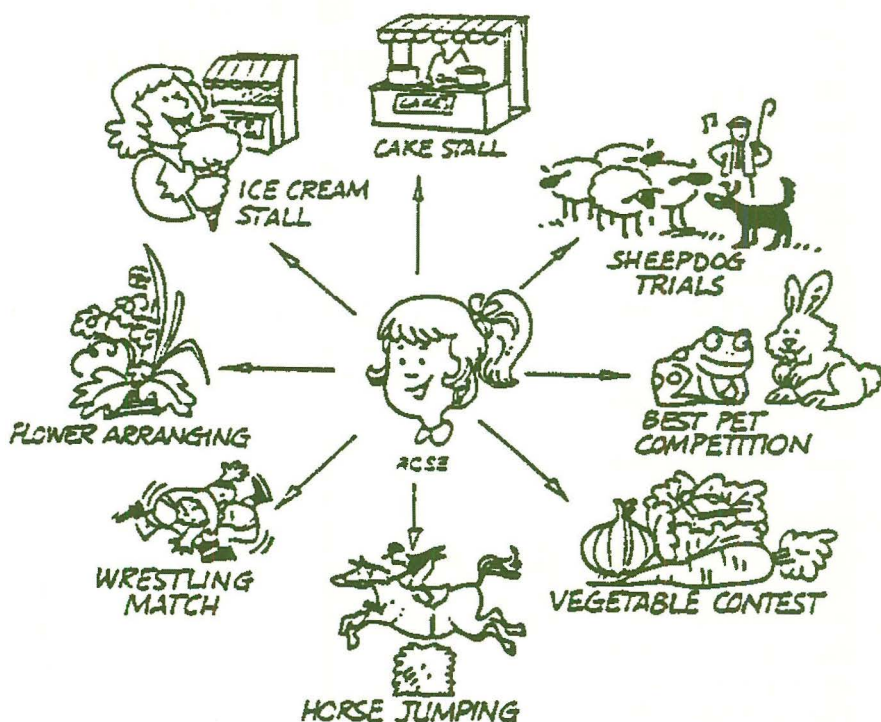 CAKE
CAKE STALL
ICE CREAM
STALL
SHEEPDOG
TRIALS
FLOWER ARRANGING
BEST PET
COMPETITION
ROSE
WRESTLING
MATCH
VEGETABLE CONTEST
HORSE JUMPING